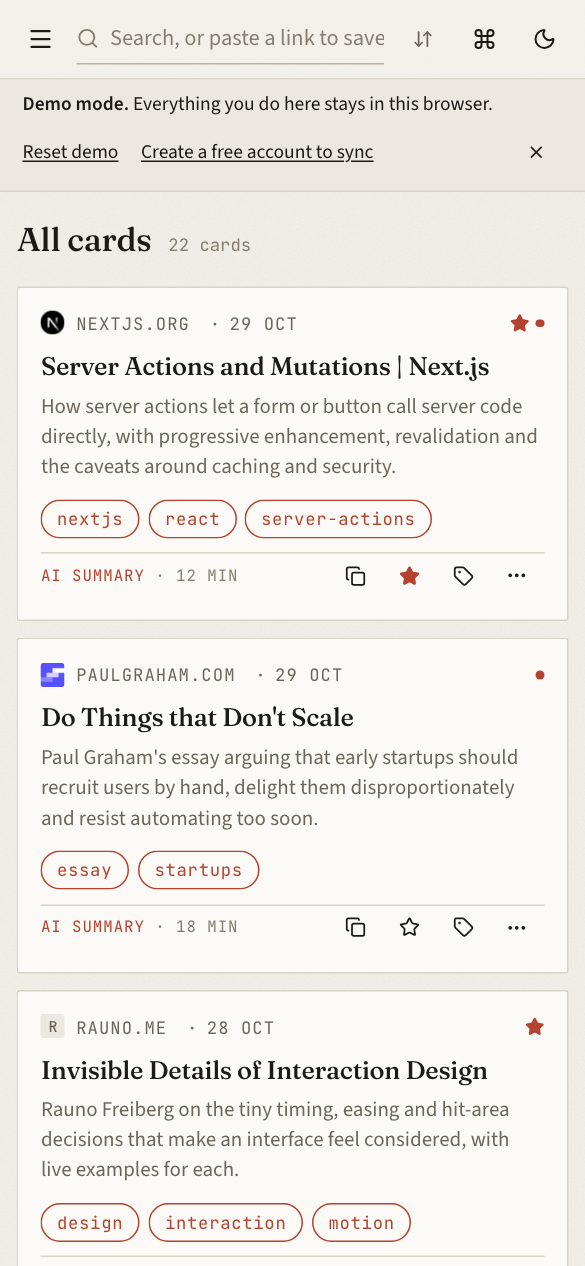 Search, or paste a link to save
Demo mode. Everything you do here stays in this browser.
Reset demo Create a free account to sync
All cards 22 cards
N NEXTJS.ORG · 29 OCT
Server Actions and Mutations | Next.js
How server actions let a form or button call server code
directly, with progressive enhancement, revalidation and
the caveats around caching and security.
nextjs react server-actions
AI SUMMARY · 12 MIN
PAULGRAHAM.COM · 29 OCT
Do Things that Don't Scale
Paul Graham's essay arguing that early startups should
recruit users by hand, delight them disproportionately
and resist automating too soon.
essay startups
AI SUMMARY · 18 MIN
R RAUNO.ME · 28 OCT
Invisible Details of Interaction Design
Rauno Freiberg on the tiny timing, easing and hit-area
decisions that make an interface feel considered, with
live examples for each.
design interaction motion